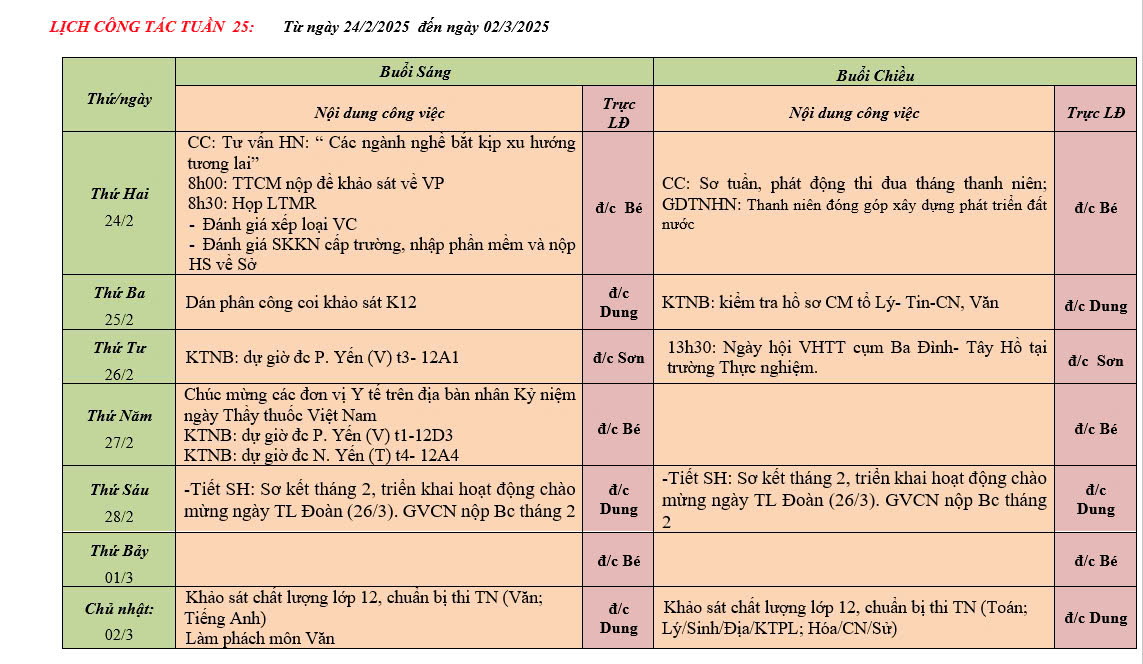 LỊCH CÔNG TÁC TUẦN 25: Từ ngày 24/2/2025 đến ngày 02/3/2025
Thứ/ngày
Buổi Sáng
Buổi Chiều
Nội dung công việc
Trực
LĐ
Nội dung công việc
Trực LĐ
Thứ Hai
24/2
CC: Tư vấn HN: “ Các ngành nghề bắt kịp xu hướng
tương lai”
8h00: TTCM nộp đề khảo sát về VP
8h30: Họp LTMR
- Đánh giá xếp loại VC
- Đánh giá SKKN cấp trường, nhập phần mềm và nộp
HS về Sở
đ/c Bé
CC: Sơ tuần, phát động thi đua tháng thanh niên;
GDTNHN: Thanh niên đóng góp xây dựng phát triển đất
nước
đ/c Bé
Thứ Ba
25/2
Dán phân công coi khảo sát K12
đ/c
Dung
KTNB: kiểm tra hồ sơ CM tổ Lý- Tin-CN, Văn
đ/c Dung
Thứ Tư
26/2
KTNB: dự giờ đc P. Yến (V) t3- 12A1
đ/c Sơn
13h30: Ngày hội VHTT cụm Ba Đình- Tây Hồ tại
trường Thực nghiệm.
đ/c Sơn
Thứ Năm
27/2
Chúc mừng các đơn vị Y tế trên địa bàn nhân Kỷ niệm
ngày Thầy thuốc Việt Nam
KTNB: dự giờ đc P. Yến (V) t1-12D3
KTNB: dự giờ đc N. Yến (T) t4- 12A4
đ/c Bé
đ/c Bé
Thứ Sáu
28/2
-Tiết SH: Sơ kết tháng 2, triển khai hoạt động chào
mừng ngày TL Đoàn (26/3). GVCN nộp Bc tháng 2
đ/c
Dung
-Tiết SH: Sơ kết tháng 2, triển khai hoạt động chào
mừng ngày TL Đoàn (26/3). GVCN nộp Bc tháng
2
đ/c
Dung
Thứ Bảy
01/3
đ/c Bé
đ/c Bé
Chủ nhật:
02/3
Khảo sát chất lượng lớp 12, chuẩn bị thi TN (Văn;
Tiếng Anh)
Làm phách môn Văn
đ/c
Dung
Khảo sát chất lượng lớp 12, chuẩn bị thi TN (Toán;
Lý/Sinh/Địa/KTPL; Hóa/CN/Sử)
đ/c Dung